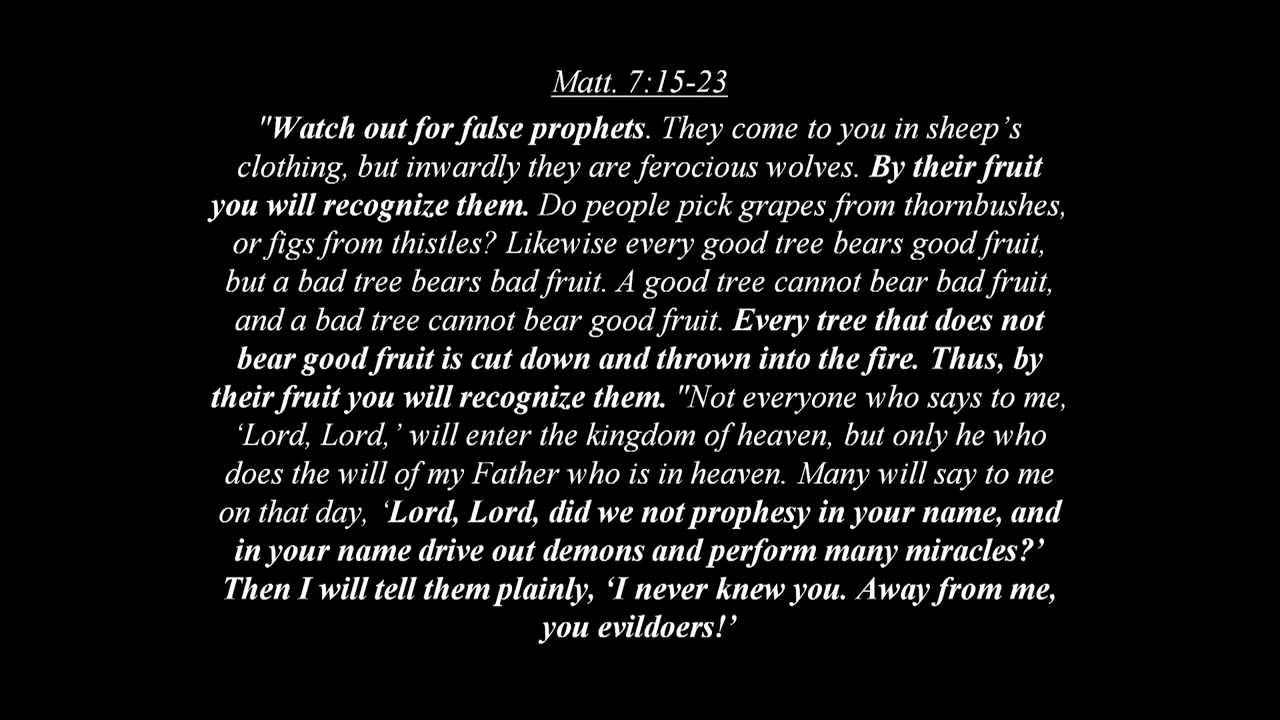 Matt. 7:15-23
"Watch out for false prophets. They come to you in sheep’s
clothing, but inwardly they are ferocious wolves. By their fruit
you will recognize them. Do people pick grapes from thornbushes,
or figs from thistles? Likewise every good tree bears good fruit,
but a bad tree bears bad fruit. A good tree cannot bear bad fruit,
and a bad tree cannot bear good fruit. Every tree that does not
bear good fruit is cut down and thrown into the fire. Thus, by
their fruit you will recognize them. "Not everyone who says to me,
‘Lord, Lord,’ will enter the kingdom of heaven, but only he who
does the will of my Father who is in heaven. Many will say to me
on that day, ‘Lord, Lord, did we not prophesy in your name, and
in your name drive out demons and perform many miracles?’
Then I will tell them plainly, ‘I never knew you. Away from me,
you evildoers!’